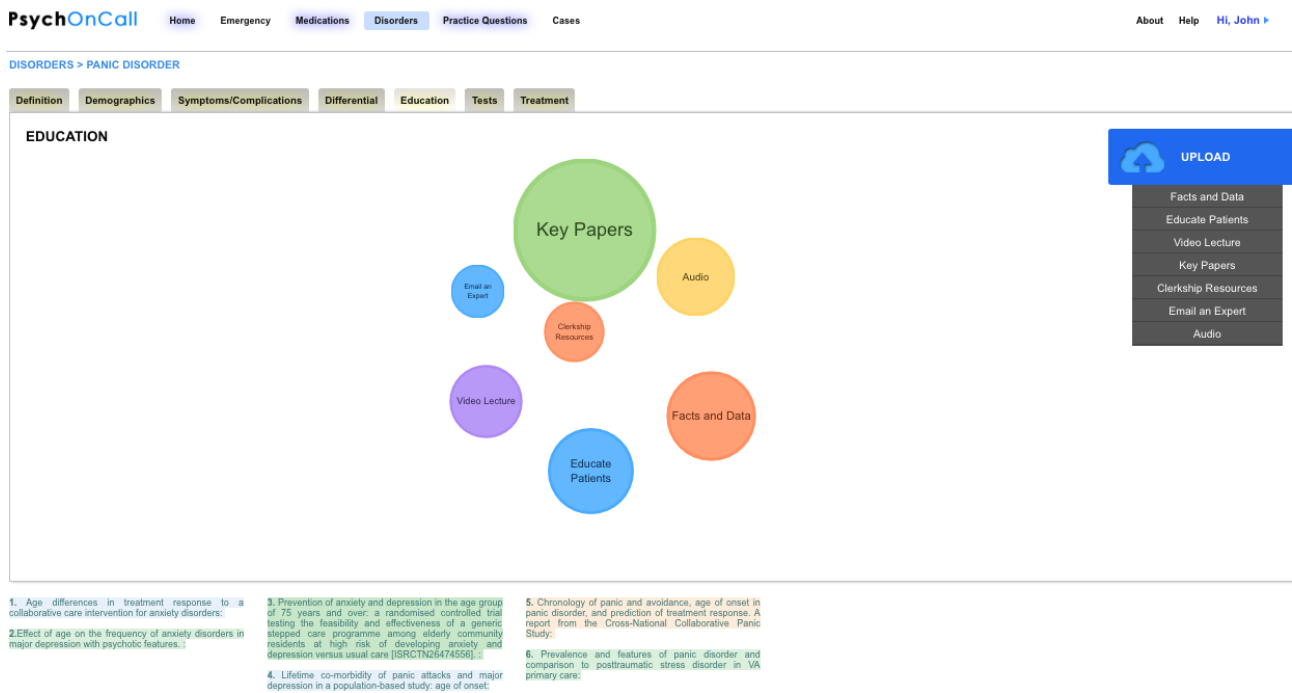 PsychOnCall
Home Emergency Medications Disorders Practice Questions Cases
About Help Hi, John
DISORDERS > PANIC DISORDER
Definition Demographics Symptoms/Complications Differential Education Tests Treatment
EDUCATION
UPLOAD
Facts and Data
Educate Patients
Video Lecture
Key Papers
Clerkship Resources
Email an Expert
Audio
Key Papers
Audio
Email an
Expert
Clerkship
Resources
Video Lecture
Facts and Data
Educate
Patients
1. Age differences in treatment response to a
collaborative care intervention for anxiety disorders:
2.Effect of age on the frequency of anxiety disorders in
major depression with psychotic features. :
3. Prevention of anxiety and depression in the age group
of 75 years and over: a randomised controlled trial
testing the feasibility and effectiveness of a generic
stepped care programme among elderly community
residents at high risk of developing anxiety and
depression versus usual care [ISRCTN26474556]. :
4. Lifetime co-morbidity of panic attacks and major
depression in a population-based study: age of onset:
5. Chronology of panic and avoidance, age of onset in
panic disorder, and prediction of treatment response. A
report from the Cross-National Collaborative Panic
Study:
6. Prevalence and features of panic disorder and
comparison to posttraumatic stress disorder in VA
primary care: